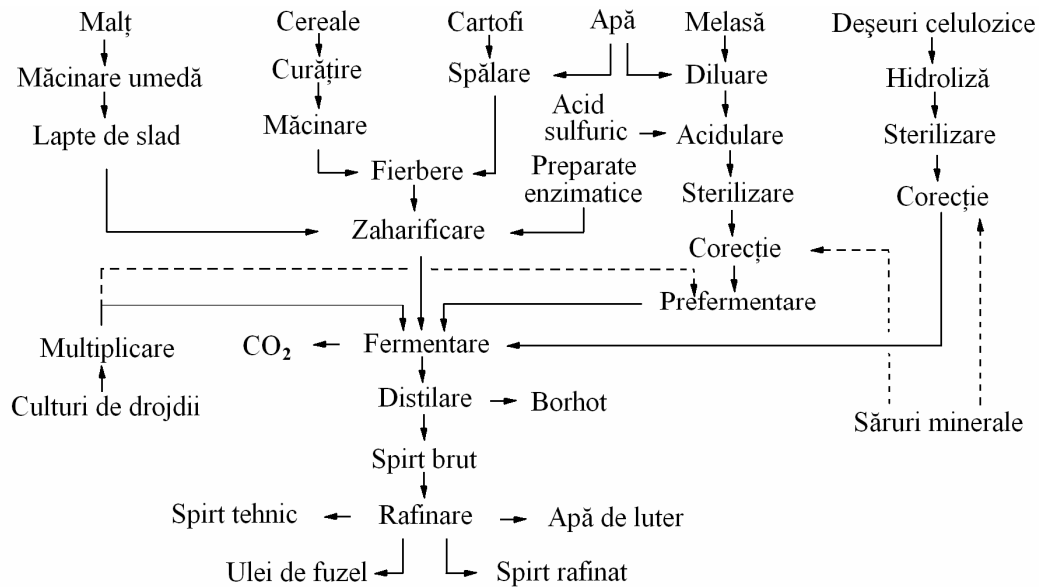 Malț
Cereale
Cartofi
Apă
Melasă
Deşeuri celulozice
Măcinare umedă
Curățire
Spălare
Diluare
Hidroliză
Lapte de slad
Măcinare
Acid
sulfuric
Acidulare
Sterilizare
Fierbere
Preparate
enzimatice
Sterilizare
Corecție
Zaharificare
Corecție
Prefermentare
Multiplicare
CO₂
Fermentare
Culturi de drojdii
Distilare
Borhot
Săruri minerale
Spirt brut
Spirt tehnic
Rafinare
Apă de luter
Ulei de fuzel
Spirt rafinat